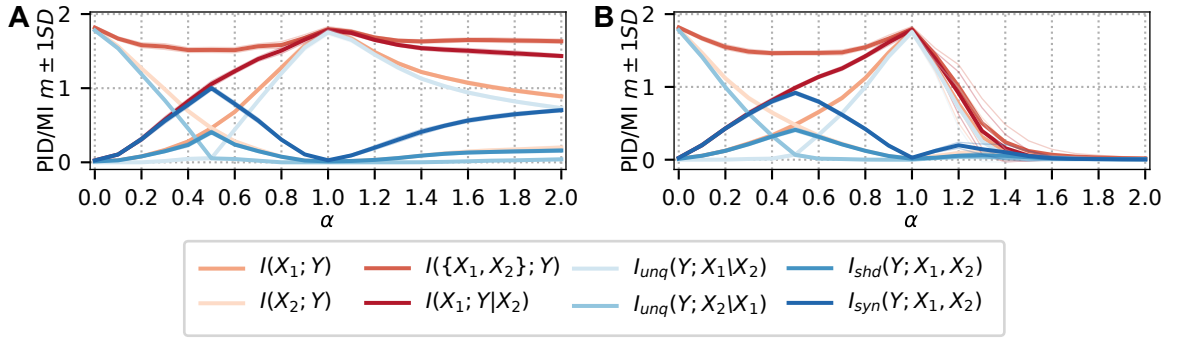 A
B
PID/MI m ± 1SD
PID/MI m ± 1SD
2
1
0
2
1
0
0.0 0.2 0.4 0.6 0.8 1.0 1.2 1.4 1.6 1.8 2.0
0.0 0.2 0.4 0.6 0.8 1.0 1.2 1.4 1.6 1.8 2.0
α
α
I(X₁; Y) I({X₁, X₂}; Y) Iunq(Y; X₁\X₂) Ishd(Y; X₁, X₂)
I(X₂; Y) I(X₁; Y|X₂) Iunq(Y; X₂\X₁) Isyn(Y; X₁, X₂)